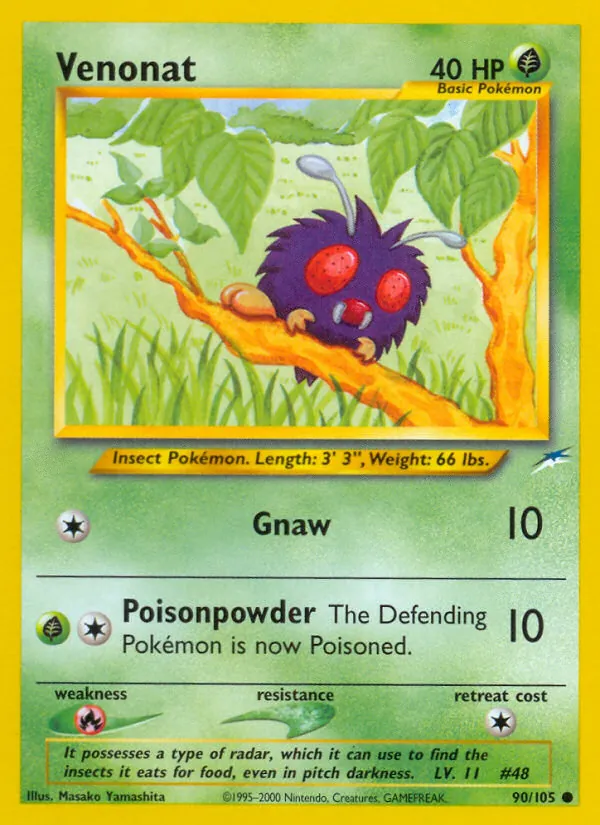 Venonat
40 HP
Basic Pokémon
Insect Pokémon. Length: 3' 3", Weight: 66 lbs.
Gnaw 10
Poisonpowder The Defending
Pokémon is now Poisoned.
10
weakness resistance retreat cost
It possesses a type of radar, which it can use to find the
insects it eats for food, even in pitch darkness. LV. 11 #48
Illus. Masako Yamashita ©1995–2000 Nintendo, Creatures, GAMEFREAK. 90/105